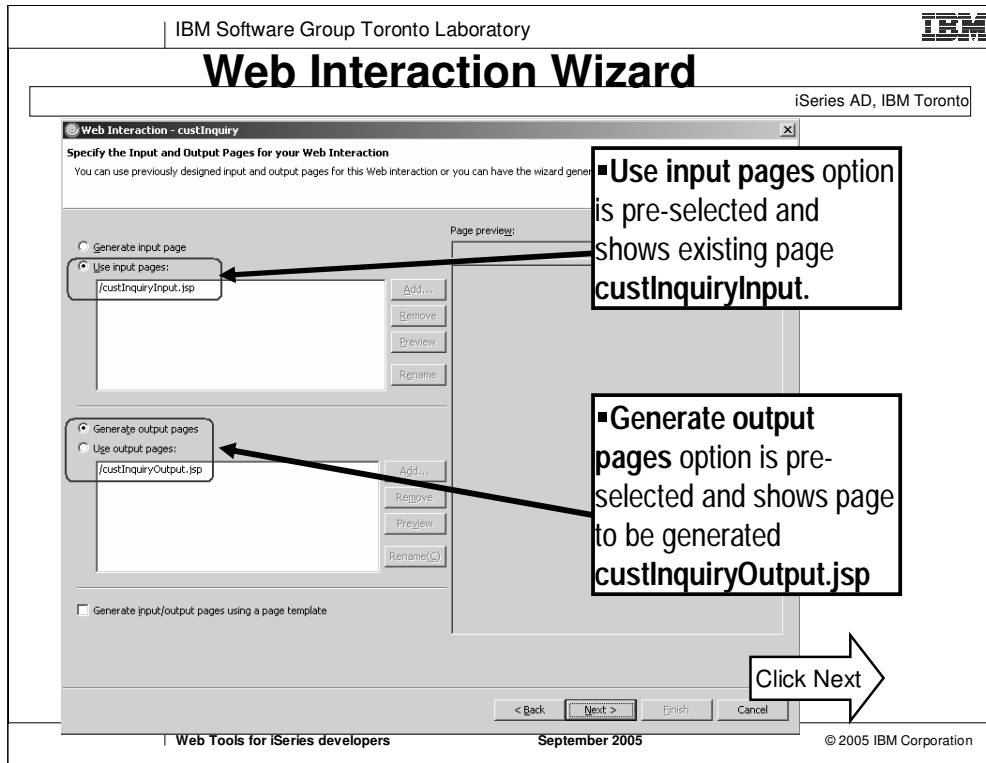 IBM Software Group Toronto Laboratory
IBM
Web Interaction Wizard
iSeries AD, IBM Toronto
Web Interaction - custInquiry
Specify the Input and Output Pages for your Web Interaction
You can use previously designed input and output pages for this Web interaction or you can have the wizard gener
Generate input page
Use input pages:
/custInquiryInput.jsp
Add...
Remove
Preview
Rename
Page preview:
▪Use input pages option
is pre-selected and
shows existing page
custInquiryInput.
Generate output pages
Use output pages:
/custInquiryOutput.jsp
Add...
Remove
Preview
Rename(C)
▪Generate output
pages option is pre-
selected and shows page
to be generated
custInquiryOutput.jsp
Generate input/output pages using a page template
Click Next
< Back
Next >
Finish
Cancel
Web Tools for iSeries developers
September 2005
© 2005 IBM Corporation